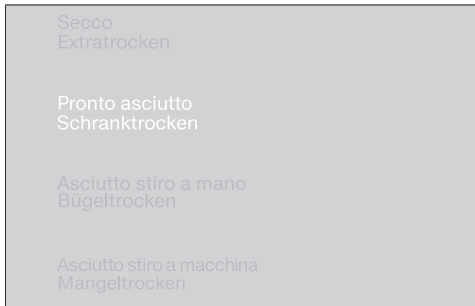 Secco
Extratrocken
Pronto asciutto
Schranktrocken
Asciutto stiro a mano
Bügeltrocken
Asciutto stiro a macchina
Mangeltrocken